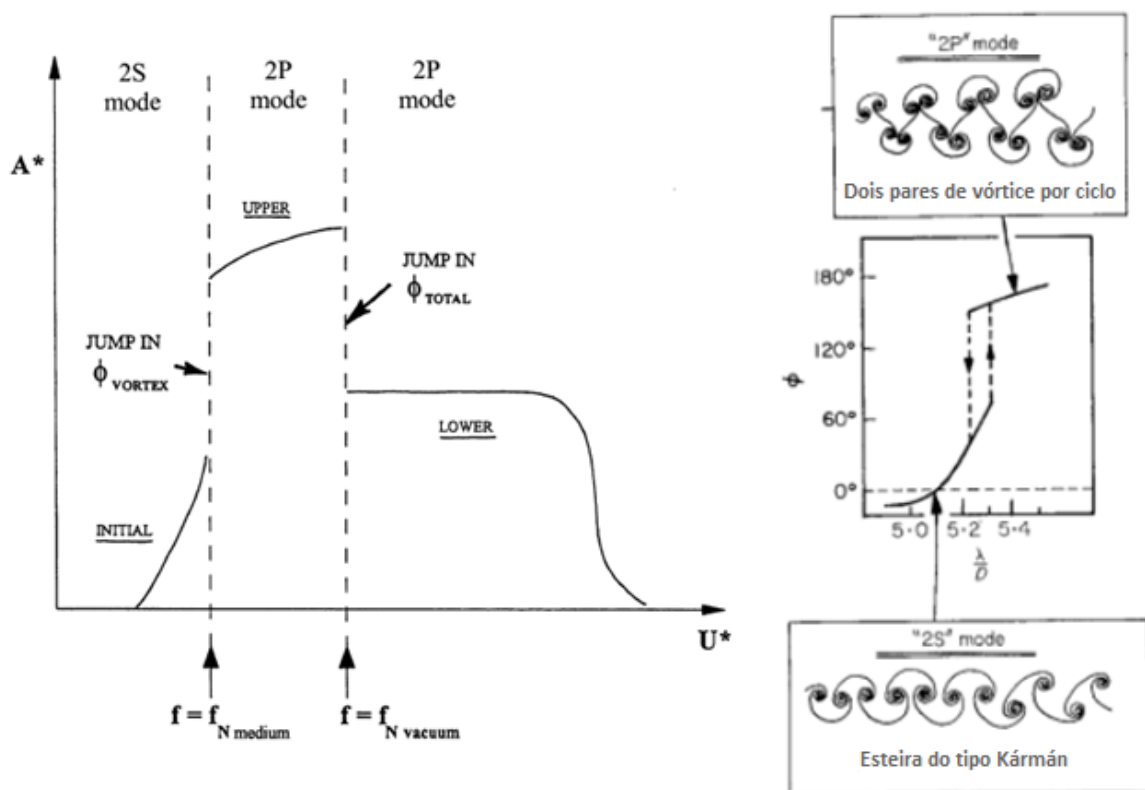 2S
mode
2P
mode
2P
mode
A*
UPPER
JUMP IN
ϕ TOTAL
JUMP IN
ϕ VORTEX
LOWER
INITIAL
U*
f = f N medium
f = f N vacuum
"2P" mode
Dois pares de vórtice por ciclo
180°
120°
ϕ
60°
0°
5·0 5·2 5·4
λ/D
"2S" mode
Esteira do tipo Kármán